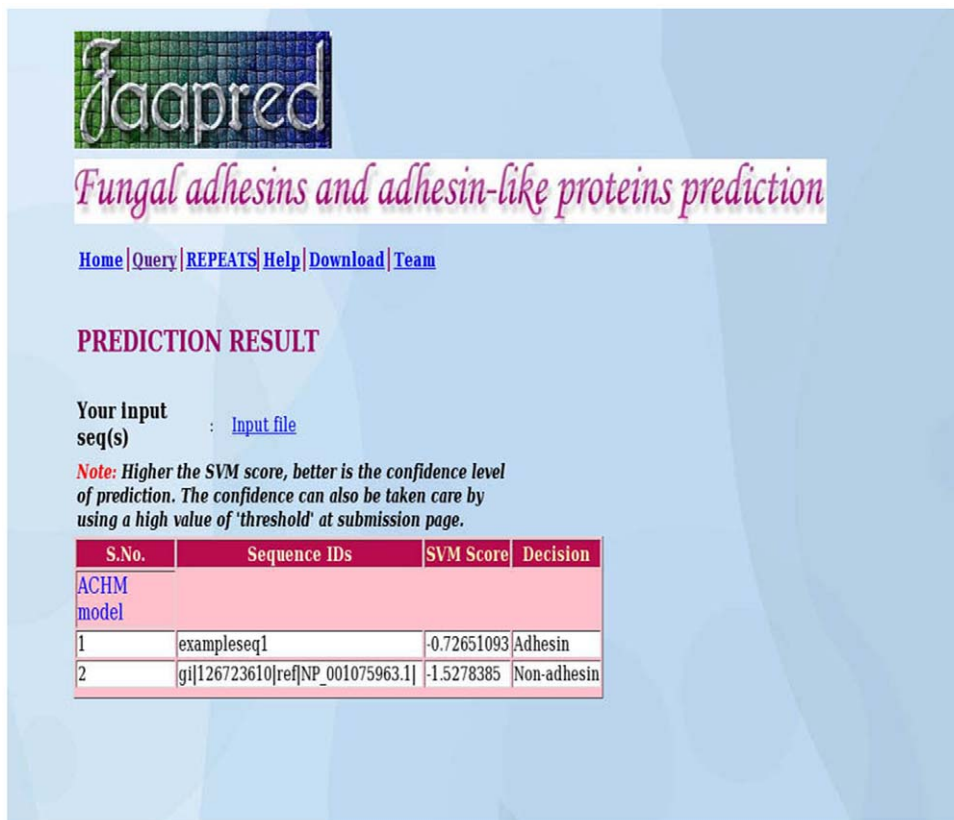 Faapred
Fungal adhesins and adhesin-like proteins prediction
Home|Query|REPEATS|Help|Download|Team
PREDICTION RESULT
Your input
seq(s) : Input file
Note: Higher the SVM score, better is the confidence level
of prediction. The confidence can also be taken care by
using a high value of 'threshold' at submission page.
S.No. Sequence IDs SVM Score Decision
ACHM
model
1 exampleseq1 -0.72651093 Adhesin
2 gi|126723610|ref|NP_001075963.1| -1.5278385 Non-adhesin